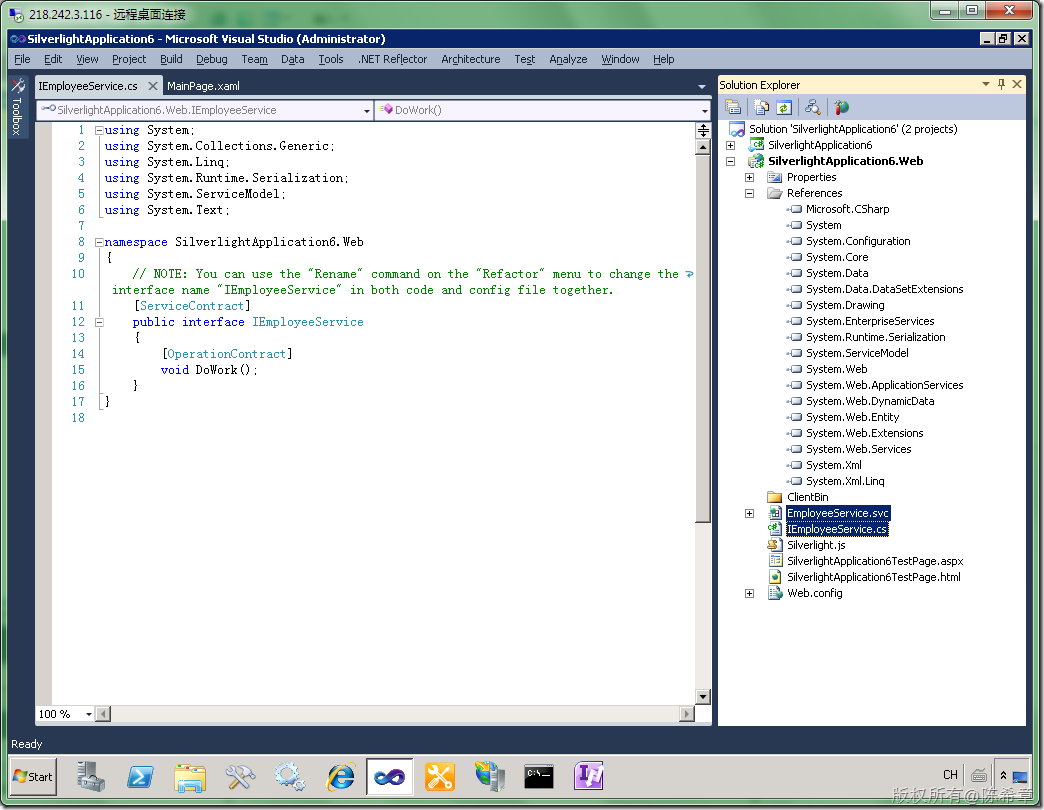 218.242.3.116 - 远程桌面连接
SilverlightApplication6 - Microsoft Visual Studio (Administrator)
File Edit View Project Build Debug Team Data Tools .NET Reflector Architecture Test Analyze Window Help
Toolbox
IEmployeeService.cs MainPage.xaml
SilverlightApplication6.Web.IEmployeeService DoWork()
1 using System;
2 using System.Collections.Generic;
3 using System.Linq;
4 using System.Runtime.Serialization;
5 using System.ServiceModel;
6 using System.Text;
7
8 namespace SilverlightApplication6.Web
9 {
10 // NOTE: You can use the "Rename" command on the "Refactor" menu to change the
interface name "IEmployeeService" in both code and config file together.
11 [ServiceContract]
12 public interface IEmployeeService
13 {
14 [OperationContract]
15 void DoWork();
16 }
17 }
18
100 %
Solution Explorer
Solution 'SilverlightApplication6' (2 projects)
SilverlightApplication6
SilverlightApplication6.Web
Properties
References
Microsoft.CSharp
System
System.Configuration
System.Core
System.Data
System.Data.DataSetExtensions
System.Drawing
System.EnterpriseServices
System.Runtime.Serialization
System.ServiceModel
System.Web
System.Web.ApplicationServices
System.Web.DynamicData
System.Web.Entity
System.Web.Extensions
System.Web.Services
System.Xml
System.Xml.Linq
ClientBin
EmployeeService.svc
IEmployeeService.cs
Silverlight.js
SilverlightApplication6TestPage.aspx
SilverlightApplication6TestPage.html
Web.config
Ready
Start
CH
版权所有@陈希章